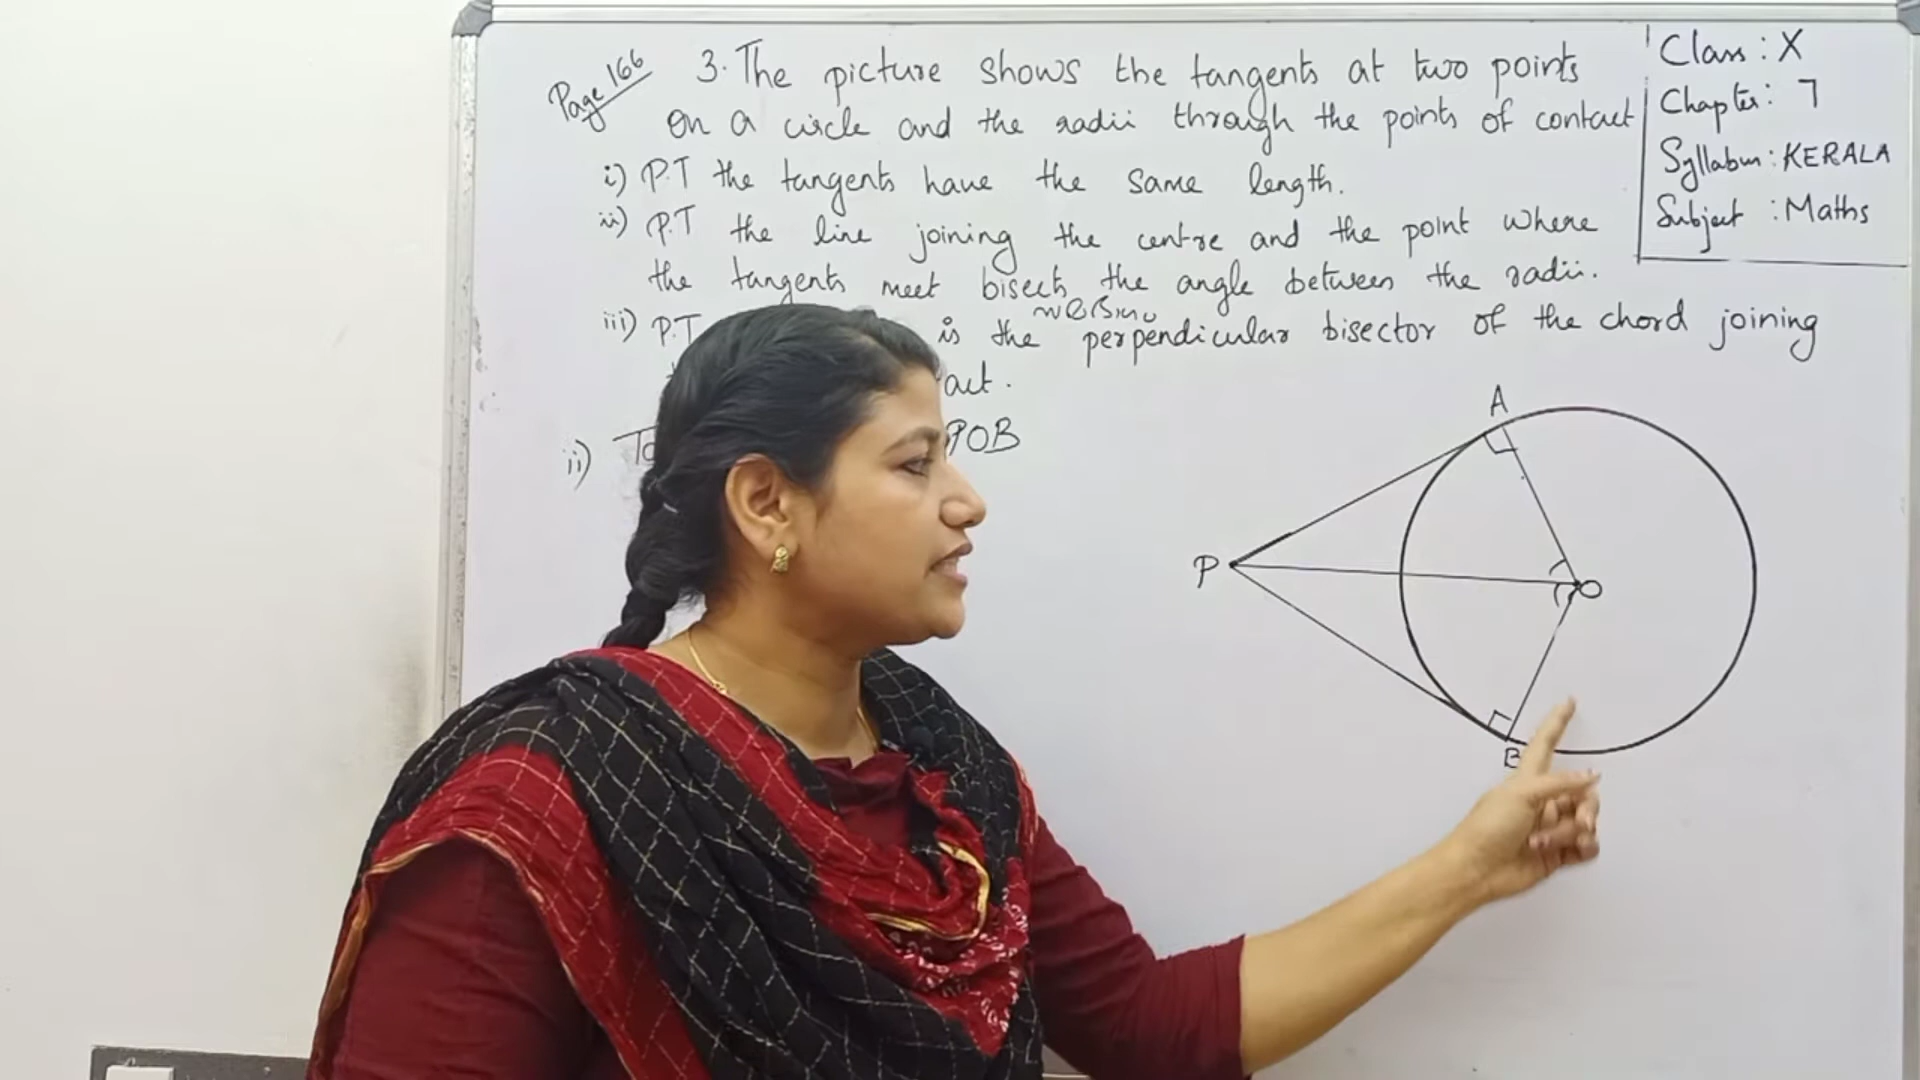 Page 166
3. The picture shows the tangents at two points
on a circle and the radii through the points of contact
i) P.T the tangents have the same length.
ii) P.T the line joining the centre and the point where
the tangents meet bisects the angle between the radii.
iii) P.T is the perpendicular bisector of the chord joining
act.
ii) To POB
Class : X
Chapter : 7
Syllabus : KERALA
Subject : Maths
A
P
O
B